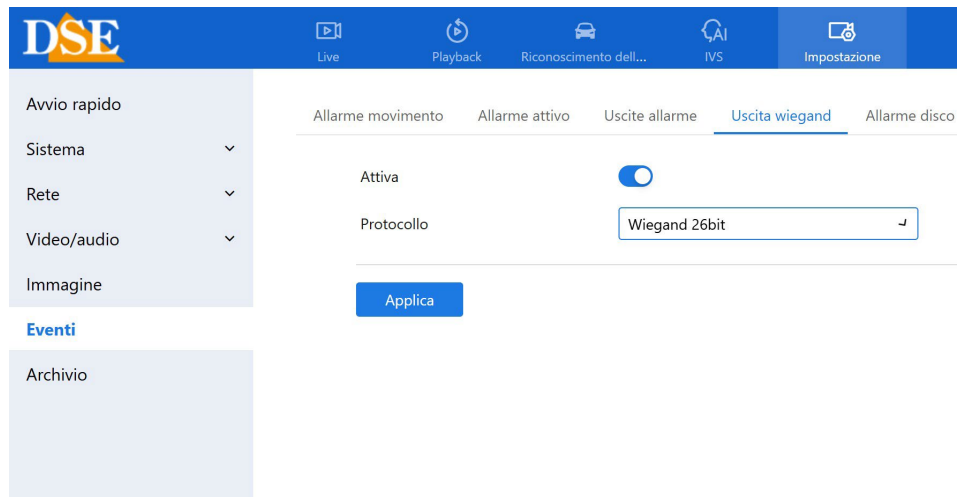 DSE
Live
Playback
Riconoscimento dell...
AI
IVS
Impostazione
Avvio rapido
Sistema
Rete
Video/audio
Immagine
Eventi
Archivio
Allarme movimento
Allarme attivo
Uscite allarme
Uscita wiegand
Allarme disco
Attiva
Protocollo
Wiegand 26bit
Applica